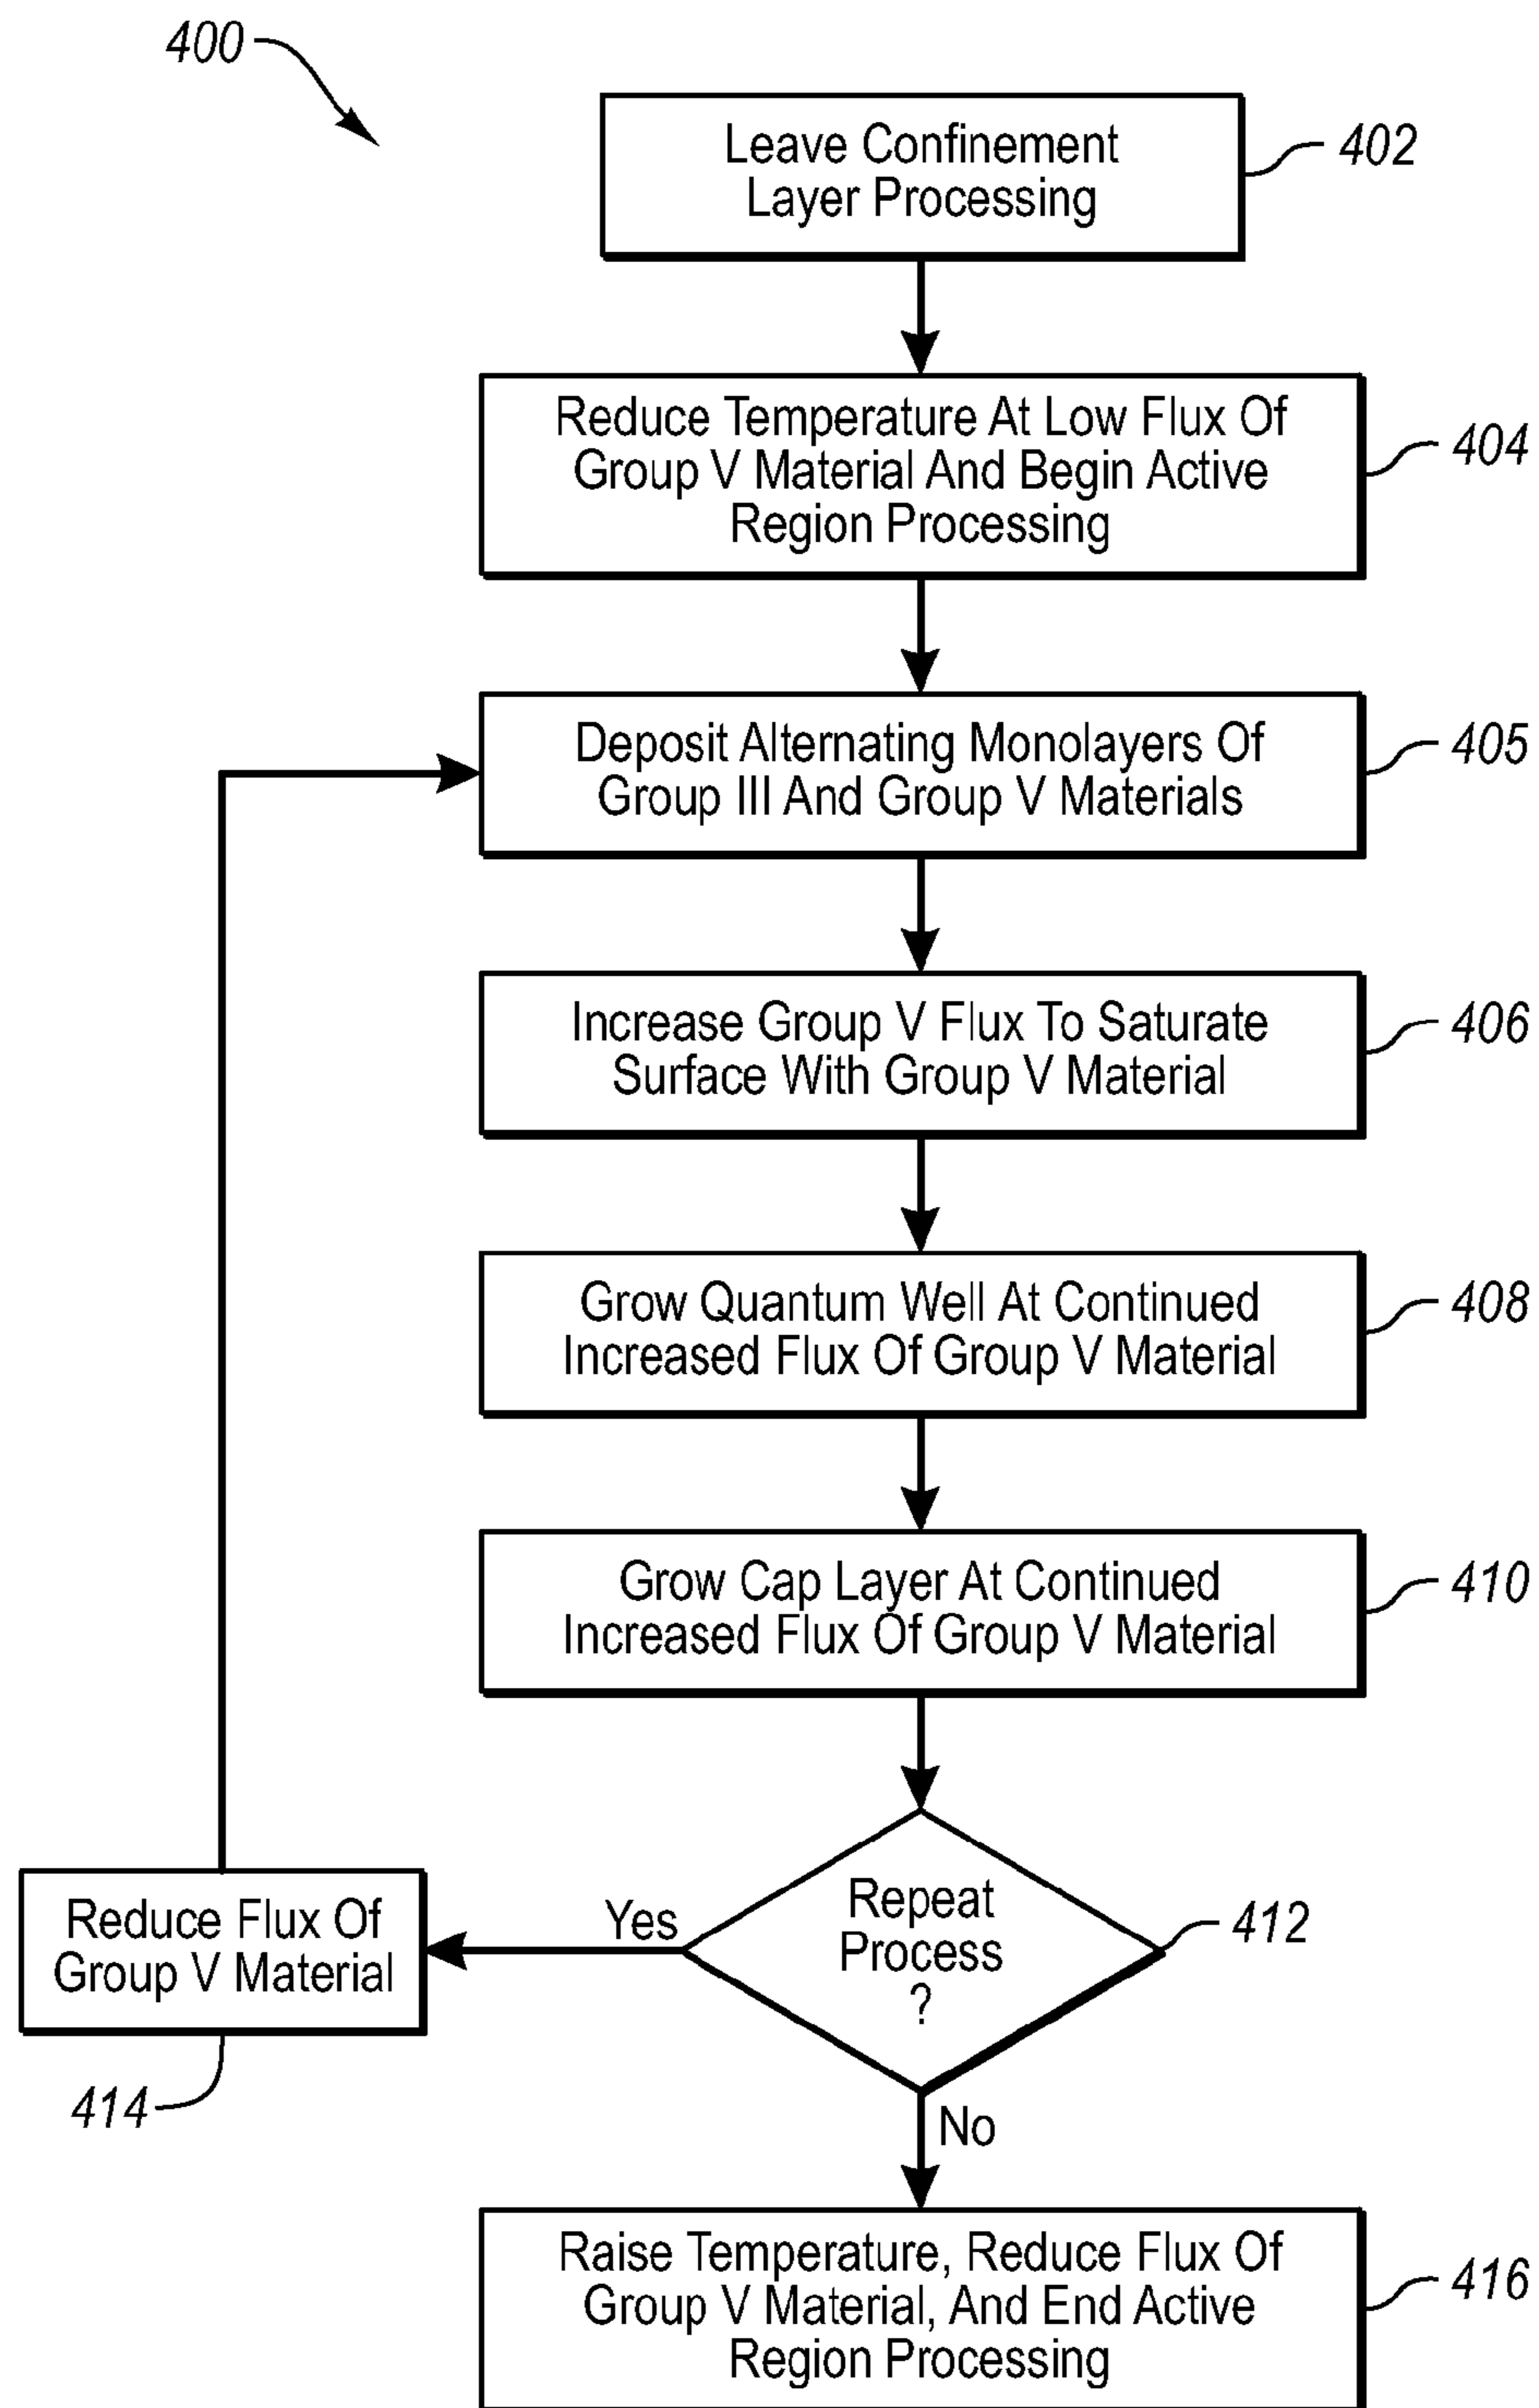 400
Leave Confinement
Layer Processing
402
Reduce Temperature At Low Flux Of
Group V Material And Begin Active
Region Processing
404
Deposit Alternating Monolayers Of
Group III And Group V Materials
405
Increase Group V Flux To Saturate
Surface With Group V Material
406
Grow Quantum Well At Continued
Increased Flux Of Group V Material
408
Grow Cap Layer At Continued
Increased Flux Of Group V Material
410
Repeat
Process
?
412
Yes
Reduce Flux Of
Group V Material
414
No
Raise Temperature, Reduce Flux Of
Group V Material, And End Active
Region Processing
416